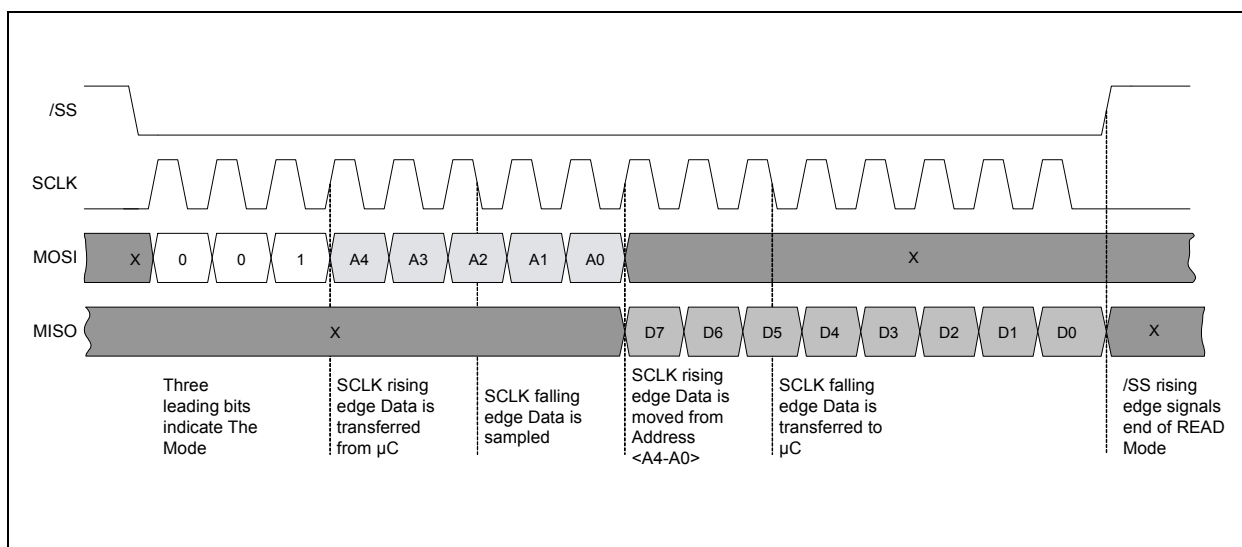 /SS
SCLK
MOSI
X
0
0
1
A4
A3
A2
A1
A0
X
MISO
X
D7
D6
D5
D4
D3
D2
D1
D0
X
Three
leading bits
indicate The
Mode
SCLK rising
edge Data is
transferred
from µC
SCLK falling
edge Data is
sampled
SCLK rising
edge Data is
moved from
Address
<A4-A0>
SCLK falling
edge Data is
transferred to
µC
/SS rising
edge signals
end of READ
Mode